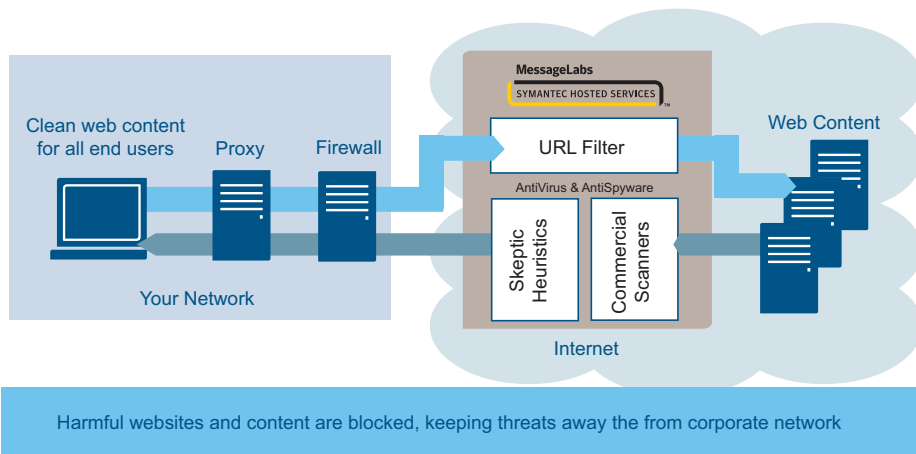 MessageLabs
SYMANTEC HOSTED SERVICES
TM
Clean web content
for all end users
Proxy
Firewall
URL Filter
Web Content
AntiVirus & AntiSpyware
Skeptic
Heuristics
Commercial
Scanners
Your Network
Internet
Harmful websites and content are blocked, keeping threats away the from corporate network